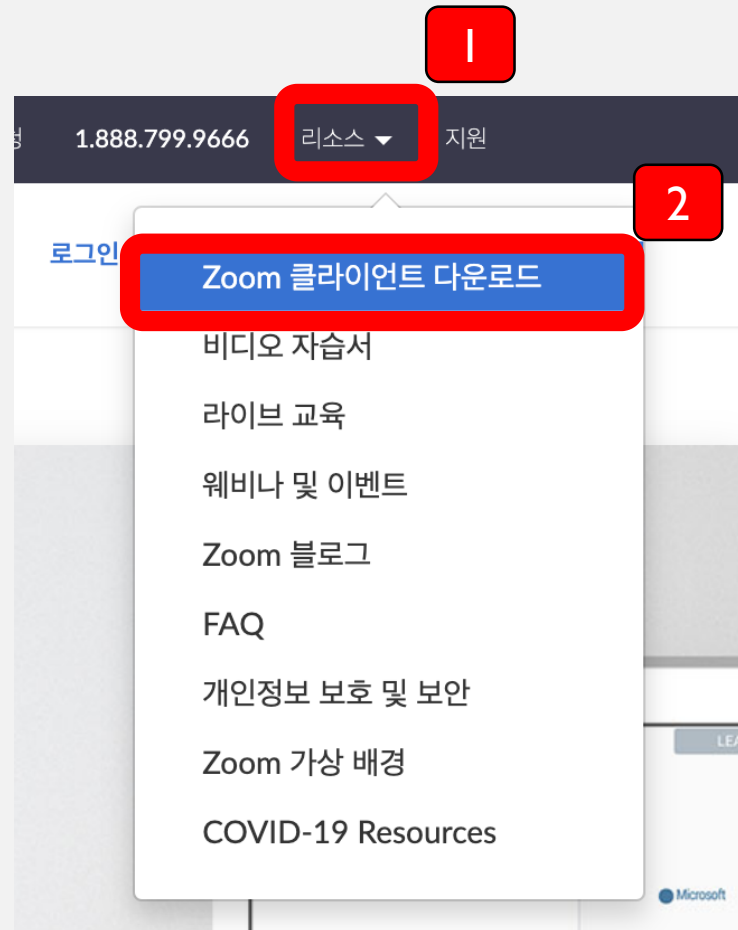 1
1.888.799.9666 리소스 지원
2
로그인
Zoom 클라이언트 다운로드
비디오 자습서
라이브 교육
웨비나 및 이벤트
Zoom 블로그
FAQ
개인정보 보호 및 보안
Zoom 가상 배경
LEA
COVID-19 Resources
Microsoft